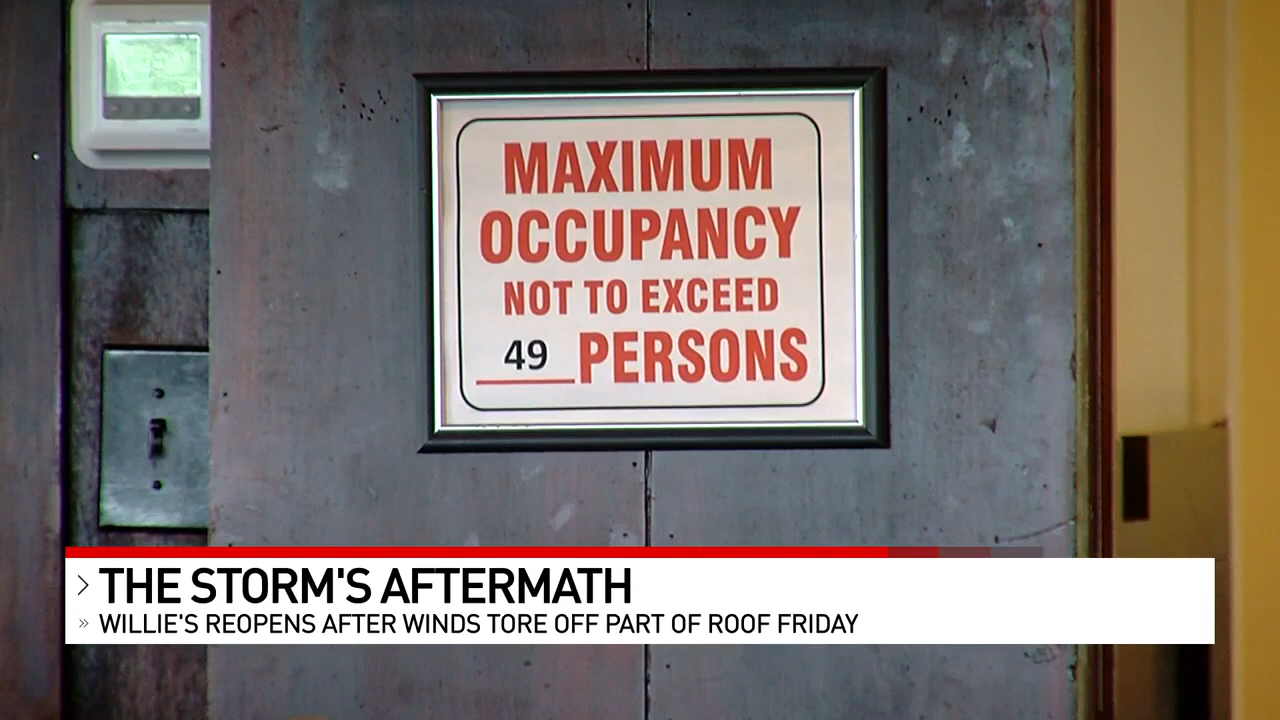 MAXIMUM
OCCUPANCY
NOT TO EXCEED
49 PERSONS
THE STORM'S AFTERMATH
WILLIE'S REOPENS AFTER WINDS TORE OFF PART OF ROOF FRIDAY